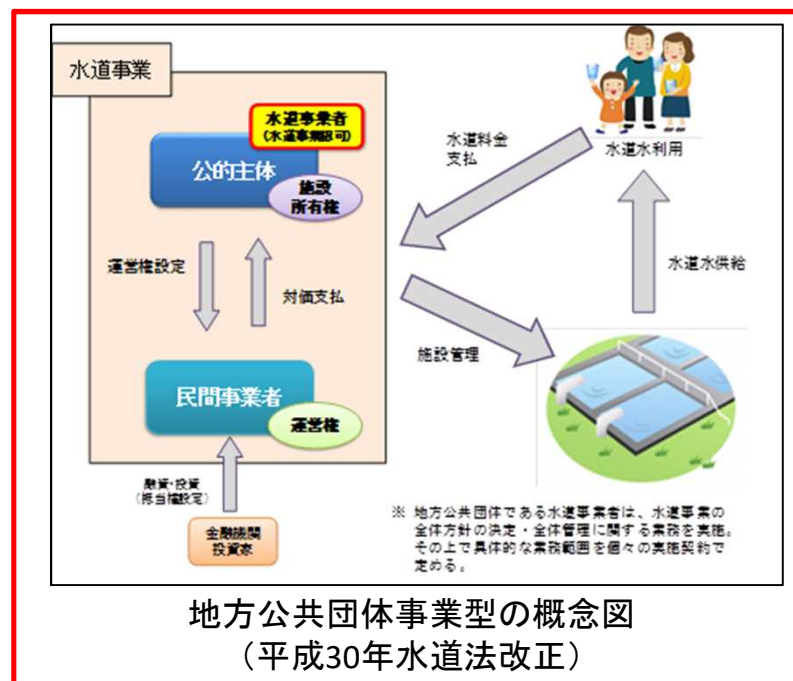 水道事業
水道事業者
(水道事業認可)
公的主体
施設
所有権
運営権設定
対価支払
民間事業者
運営権
融資・投資
(抵当権設定)
金融機関
投資家
水道料金
支払
水道水利用
水道水供給
施設管理
※ 地方公共団体である水道事業者は、水道事業の
全体方針の決定・全体管理に関する業務を実施。
その上で具体的な業務範囲を個々の実施契約で
定める。
地方公共団体事業型の概念図
（平成30年水道法改正）